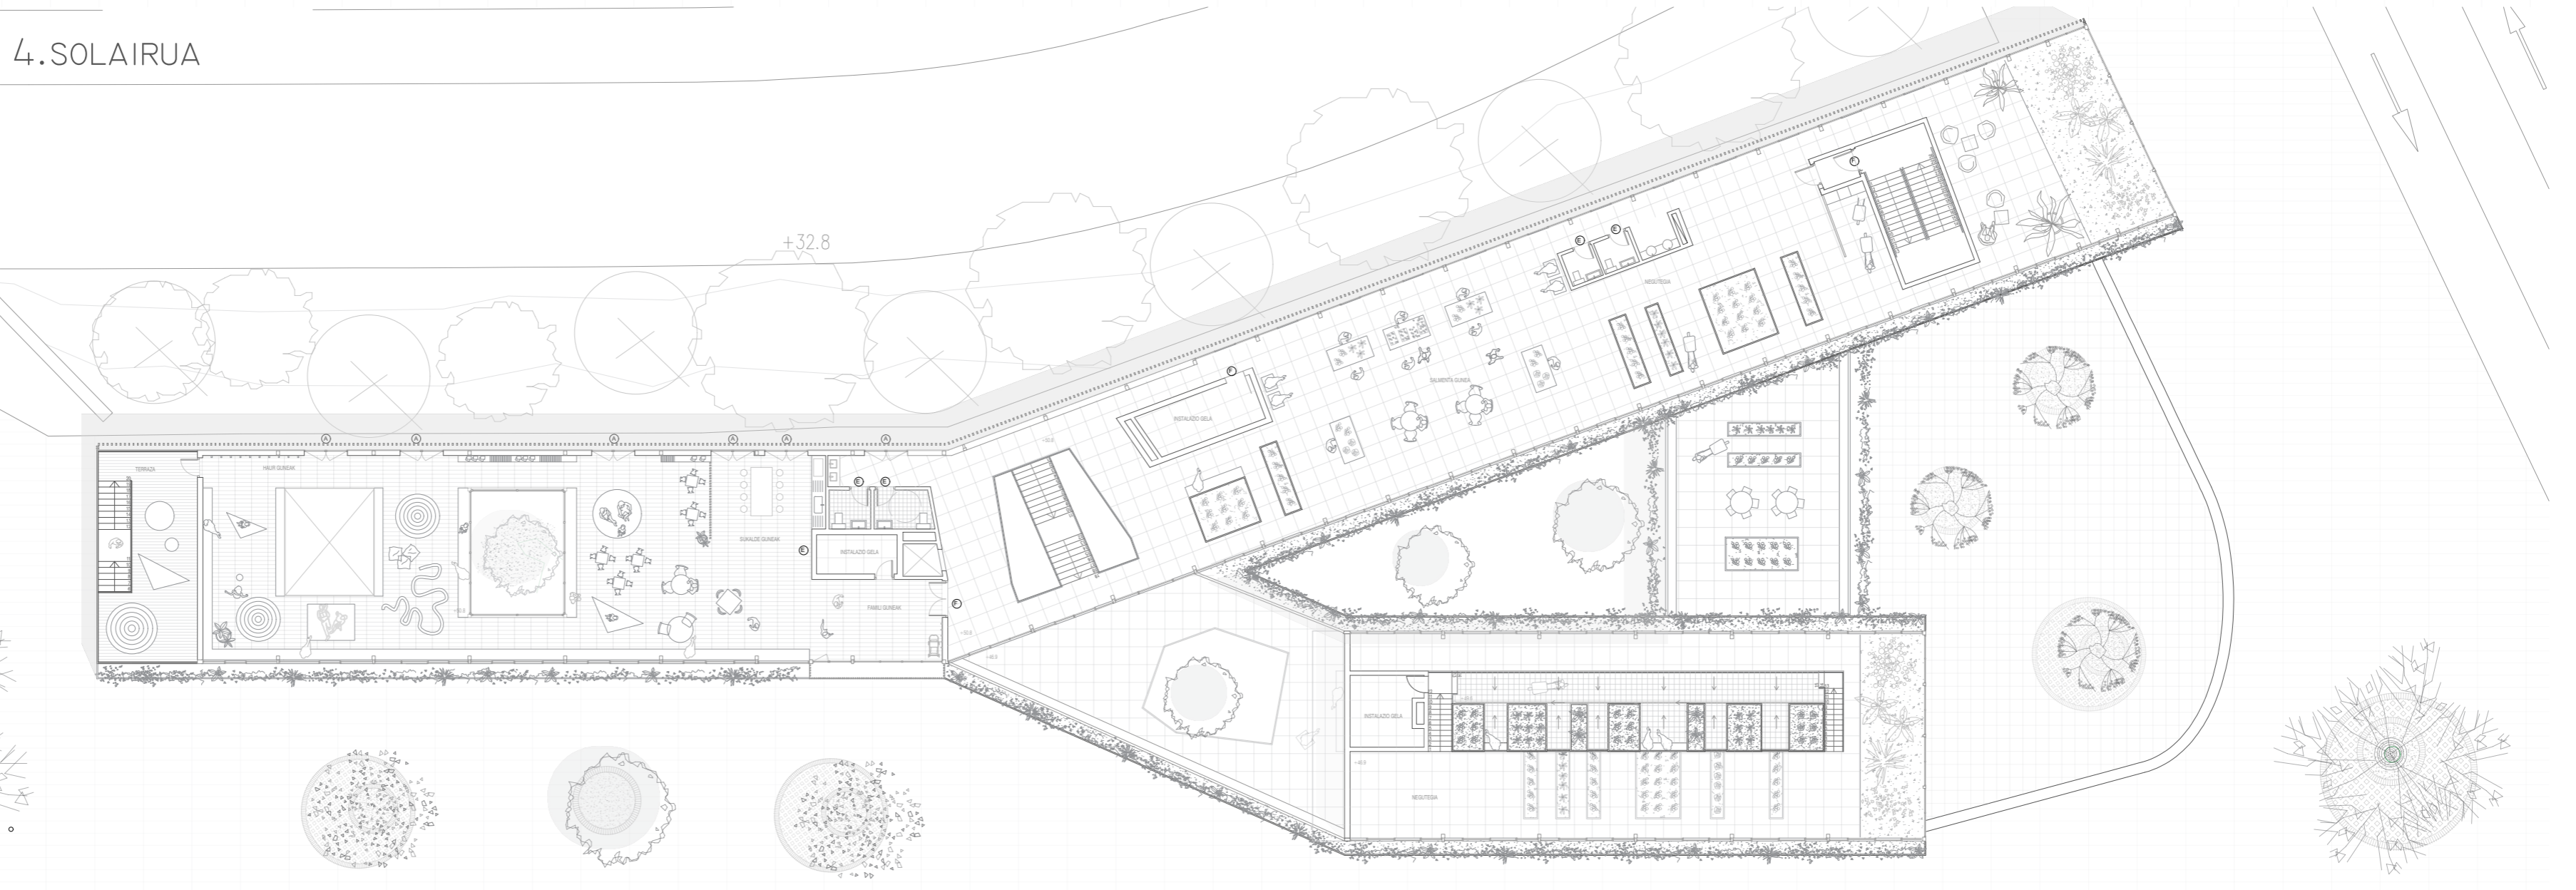 4.SOLAIRUA
+32.8
NEGUTEGIA
SALMENTA GUNEA
INSTALAZIO GELA
TERRAZA
HAUR GUNEAK
A
A
A
A
A
A
E
E
E
E
E
F
F
F
SUKALDE GUNEAK
INSTALAZIO GELA
FAMILI GUNEAK
INSTALAZIO GELA
NEGUTEGIA